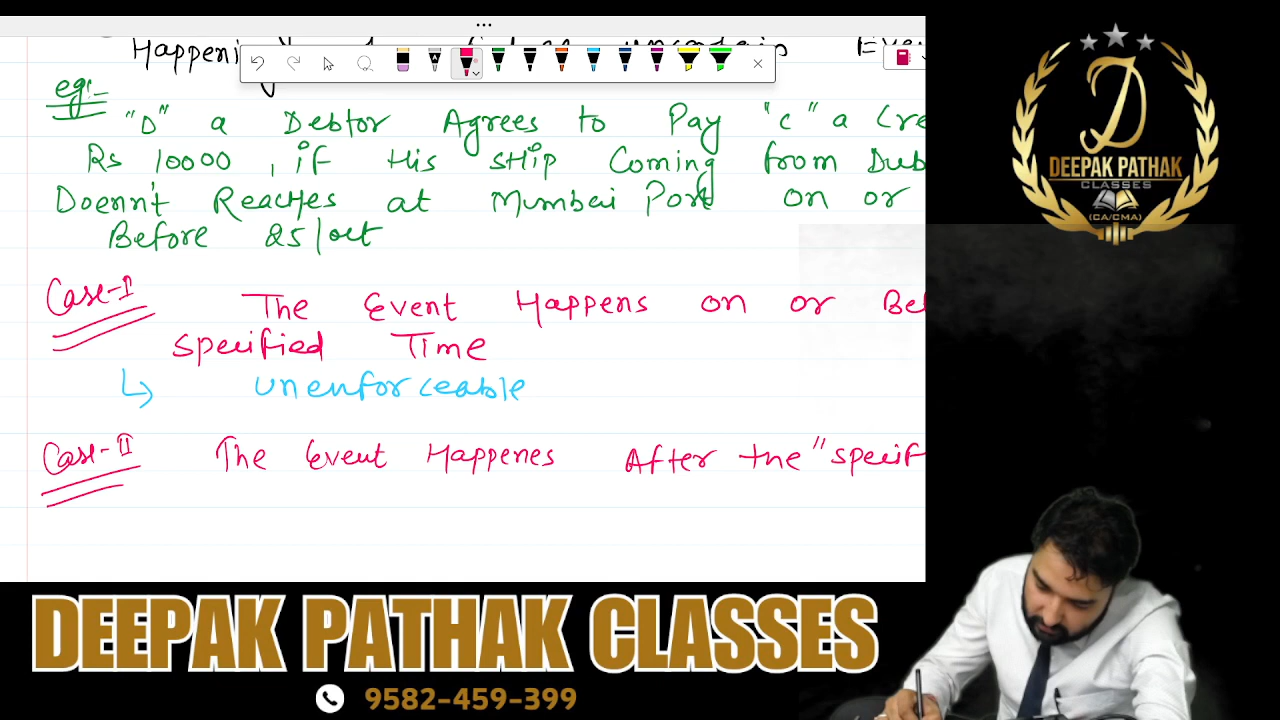 ...
Happening
eg:-
"D" a Debtor Agrees to Pay "C" a Cre
Rs 10000 , if His SHip Coming from Dub
Doesn't Reaches at Mumbai Port on or
Before 25/oct
Case-I The Event Happens on or Bef
Specified Time
↳ unenforceable
Case-II The Event Happenes After the "Specif
D
DEEPAK PATHAK
CLASSES
(CA/CMA)
DEEPAK PATHAK CLASSES
9582-459-399